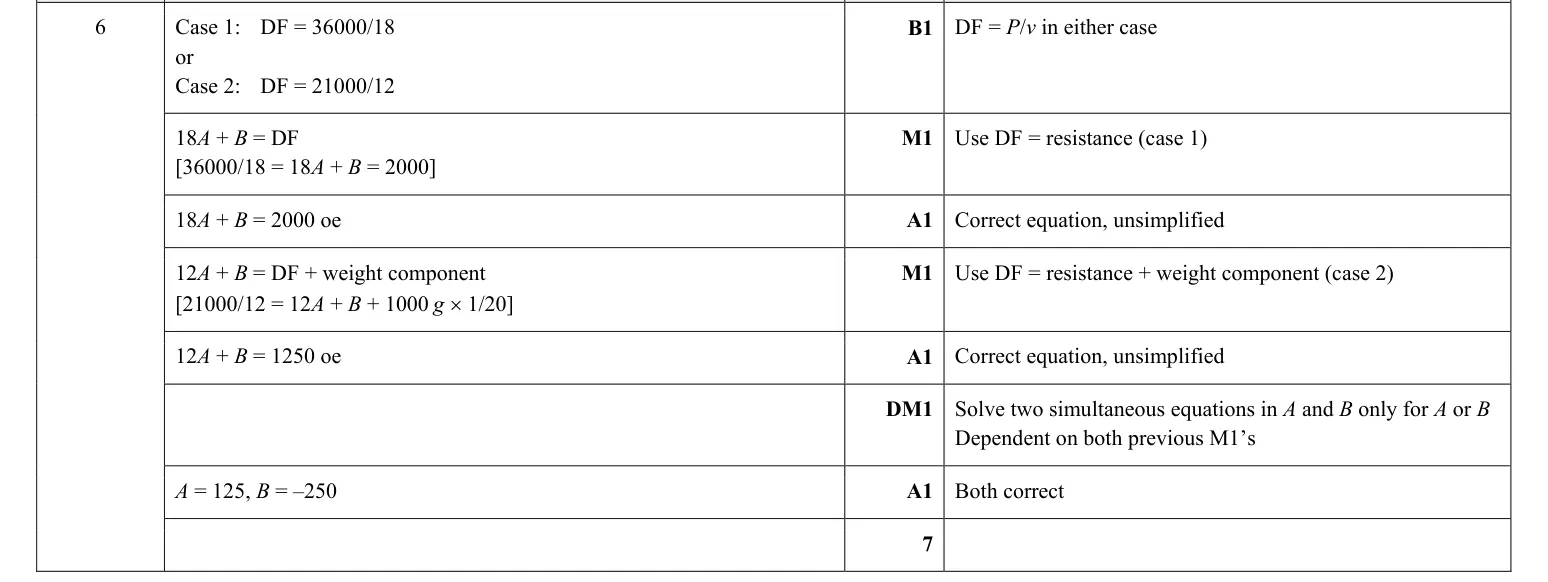 6
Case 1: DF = 36000/18
B1
DF = P/v in either case
or
Case 2: DF = 21000/12
18A + B = DF
M1
Use DF = resistance (case 1)
[36000/18 = 18A + B = 2000]
18A + B = 2000 oe
A1
Correct equation, unsimplified
12A + B = DF + weight component
M1
Use DF = resistance + weight component (case 2)
[21000/12 = 12A + B + 1000 g × 1/20]
12A + B = 1250 oe
A1
Correct equation, unsimplified
DM1
Solve two simultaneous equations in A and B only for A or B
Dependent on both previous M1’s
A = 125, B = –250
A1
Both correct
7